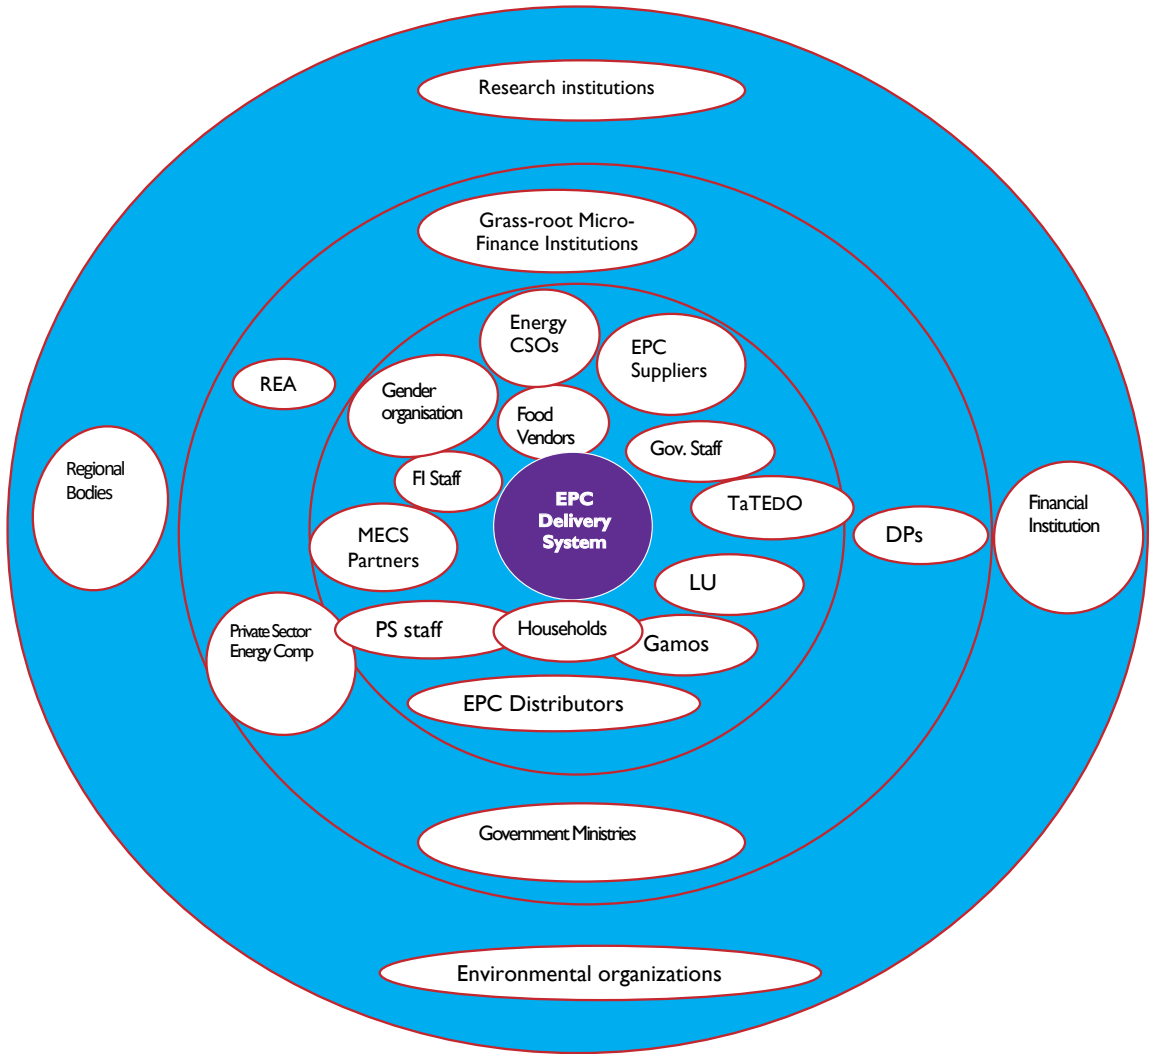 Research institutions
Grass-root Micro-
Finance Institutions
Energy
CSOs
EPC
Suppliers
REA
Gender
organisation
Food
Vendors
Gov. Staff
Regional
Bodies
FI Staff
EPC
Delivery
System
TaTEDO
Financial
Institution
MECS
Partners
DPs
LU
Private Sector
Energy Comp
PS staff
Households
Gamos
EPC Distributors
Government Ministries
Environmental organizations